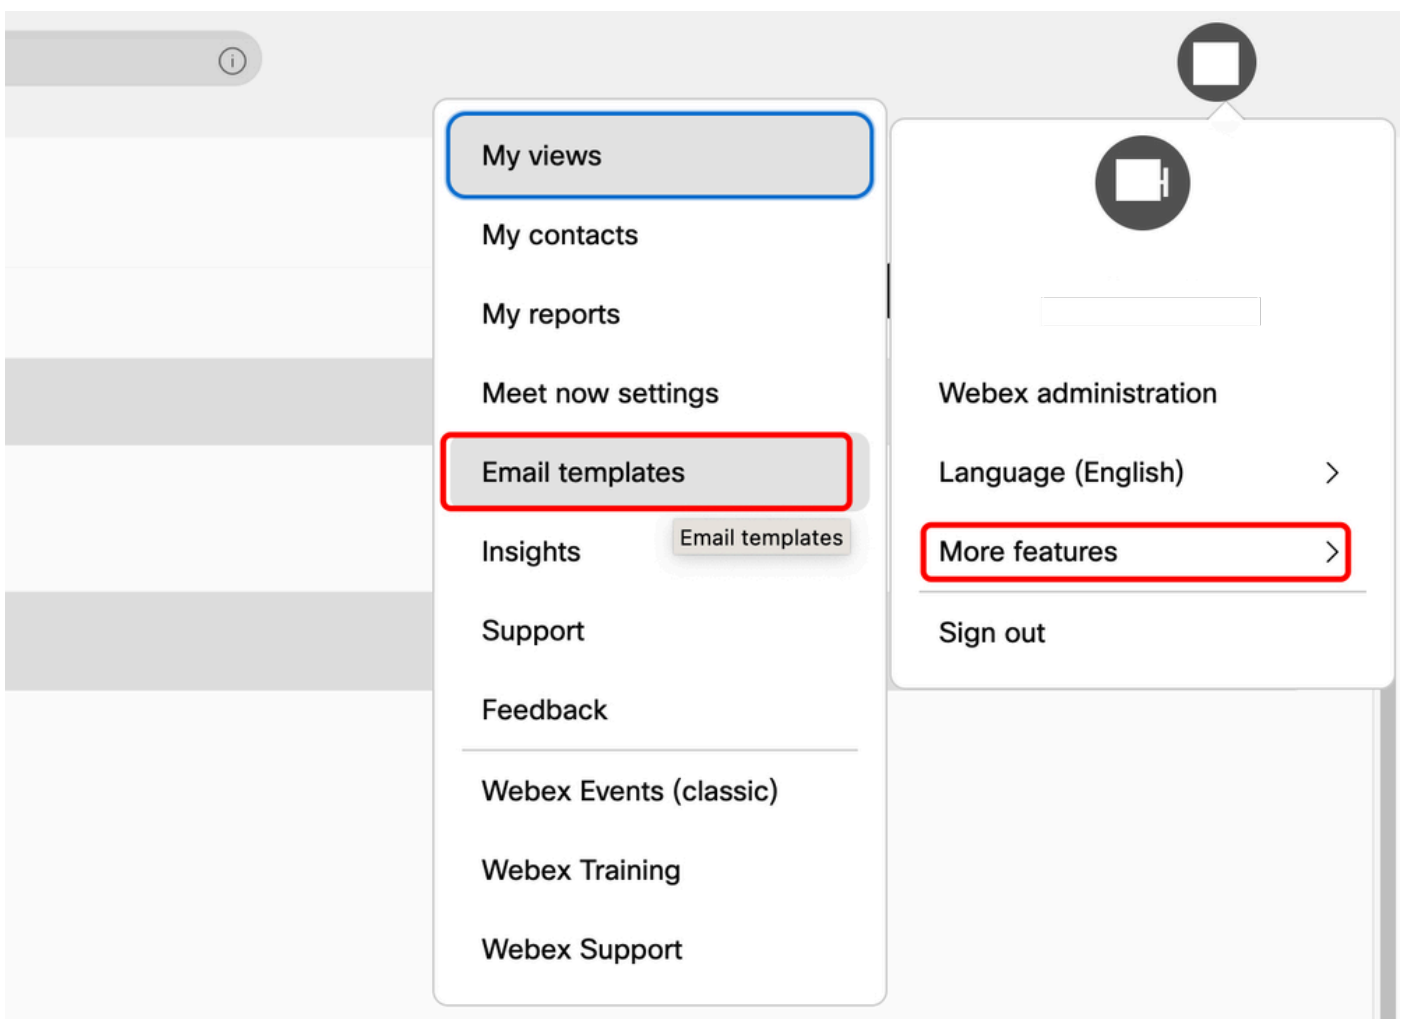 My views
My contacts
My reports
Meet now settings
Email templates
Email templates
Insights
Support
Feedback
Webex Events (classic)
Webex Training
Webex Support
Webex administration
Language (English)
More features
Sign out